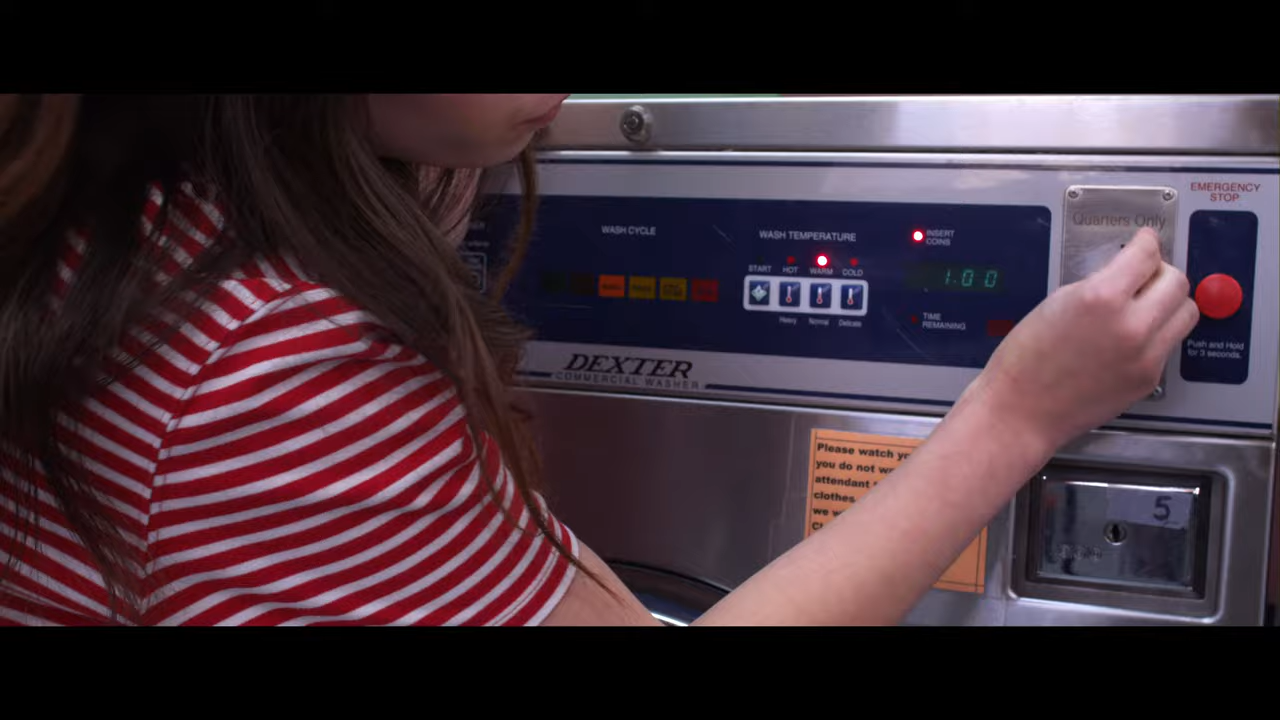 WASH CYCLE
WASH TEMPERATURE
START
HOT
WARM
COLD
Heavy
Normal
Delicate
INSERT
COINS
1.00
TIME
REMAINING
Quarters Only
EMERGENCY
STOP
Push and Hold
for 3 seconds.
DEXTER
COMMERCIAL WASHER
Please watch
you do not
attendant
clothes
we
5